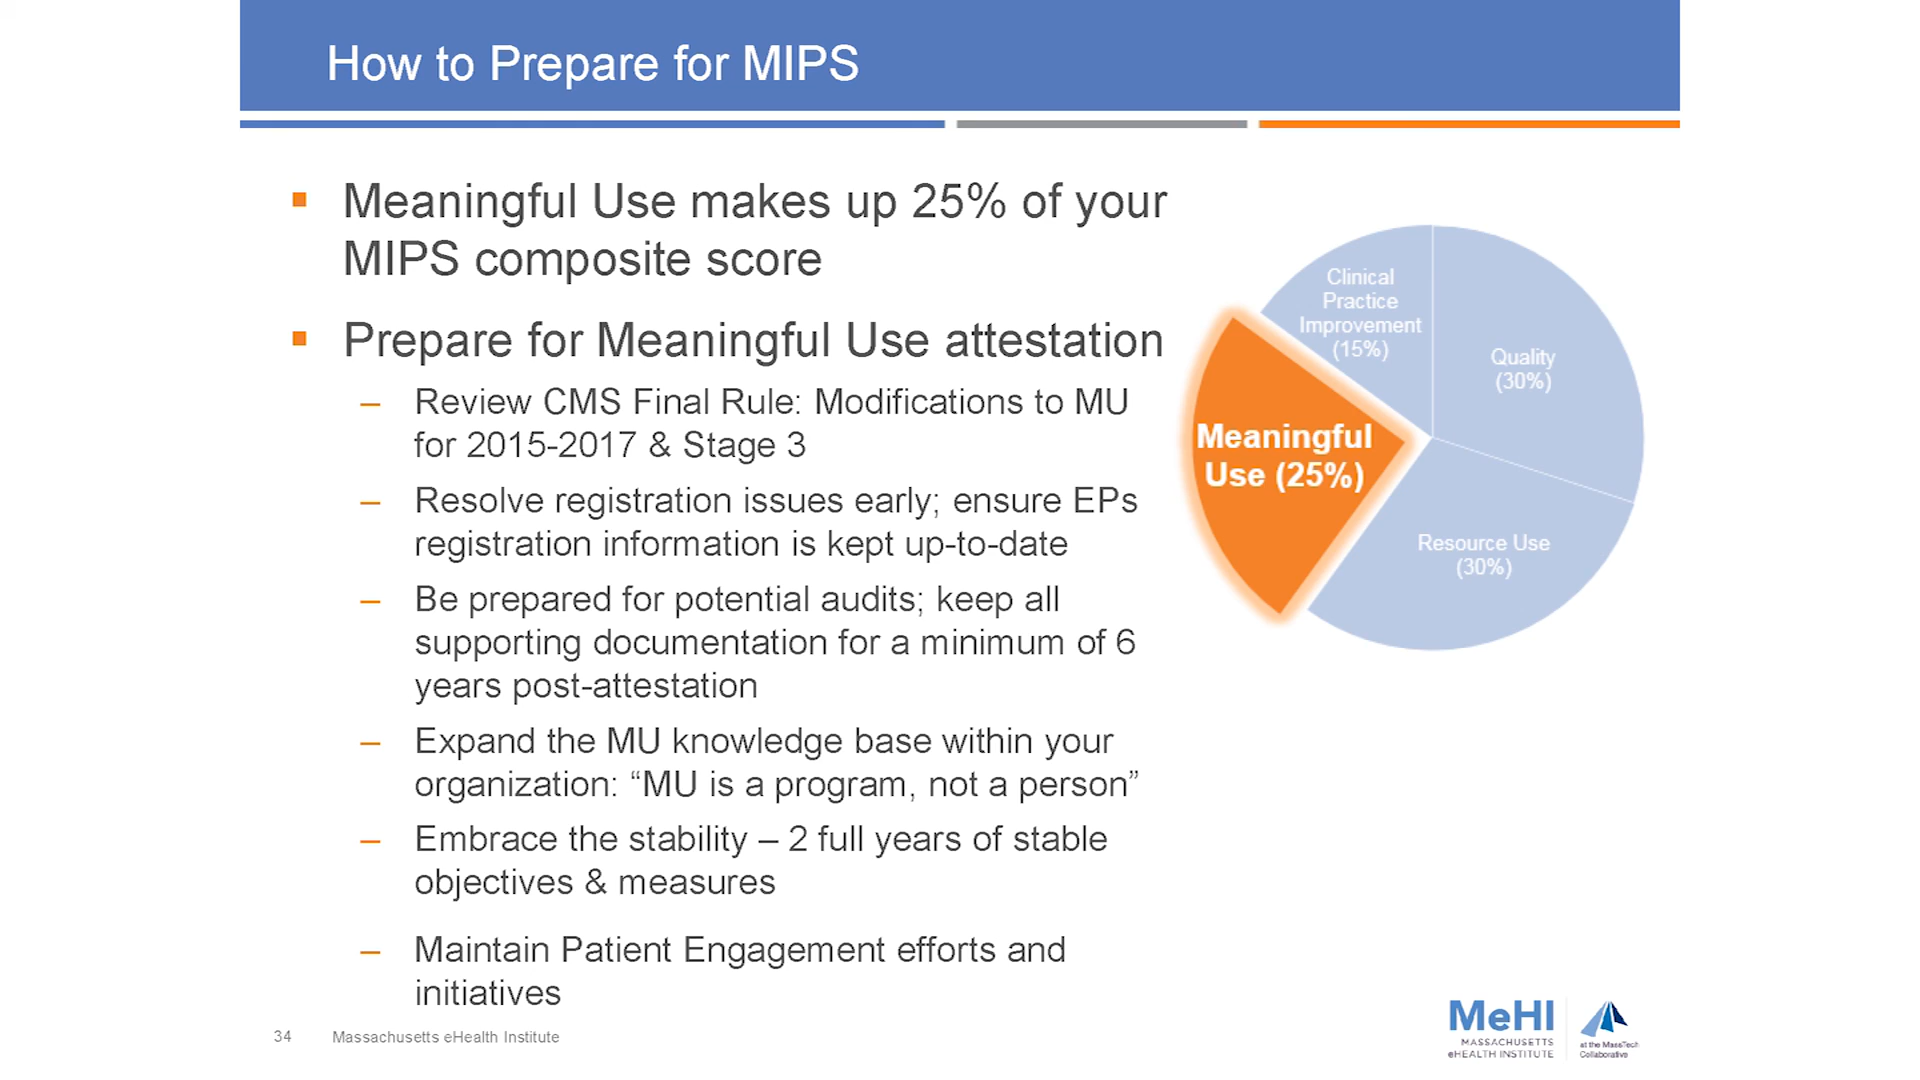 How to Prepare for MIPS
▪ Meaningful Use makes up 25% of your
MIPS composite score
▪ Prepare for Meaningful Use attestation
– Review CMS Final Rule: Modifications to MU
for 2015-2017 & Stage 3
– Resolve registration issues early; ensure EPs
registration information is kept up-to-date
– Be prepared for potential audits; keep all
supporting documentation for a minimum of 6
years post-attestation
– Expand the MU knowledge base within your
organization: “MU is a program, not a person”
– Embrace the stability – 2 full years of stable
objectives & measures
– Maintain Patient Engagement efforts and
initiatives
Clinical
Practice
Improvement
(15%)
Quality
(30%)
Meaningful
Use (25%)
Resource Use
(30%)
34 Massachusetts eHealth Institute
MeHI
MASSACHUSETTS
eHEALTH INSTITUTE
at the MassTech
Collaborative